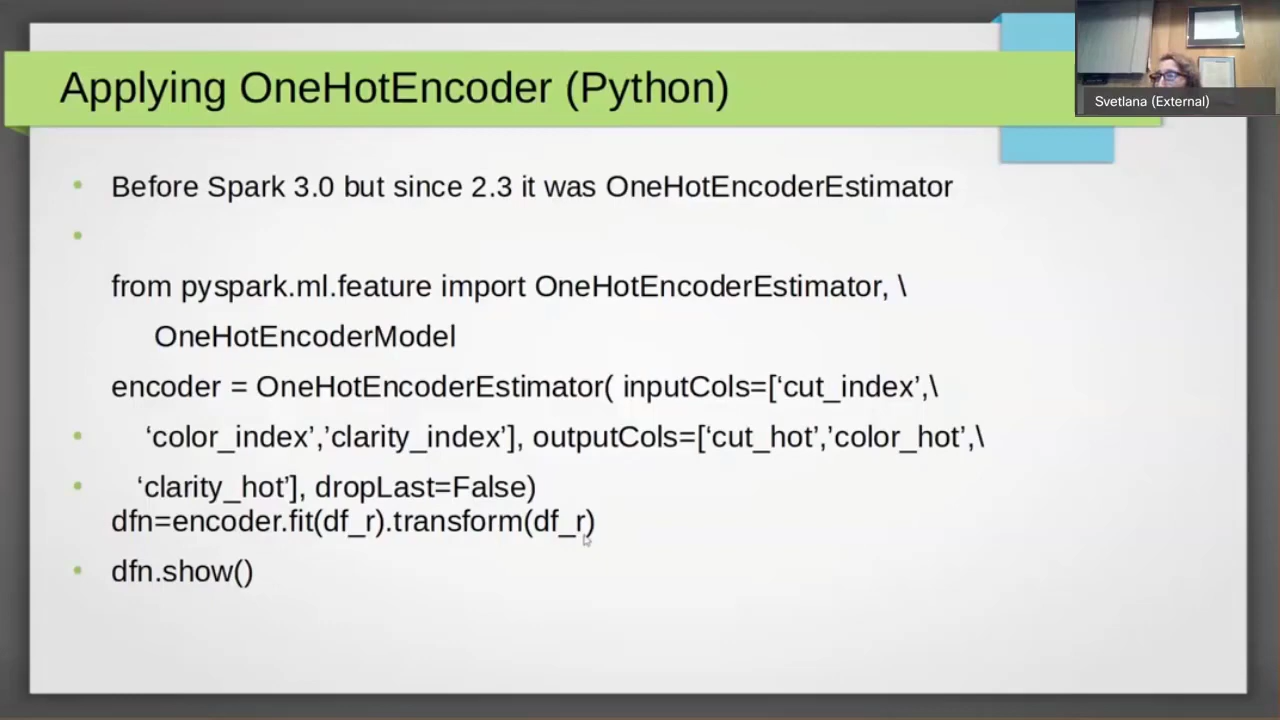 Applying OneHotEncoder (Python)
Svetlana (External)
Before Spark 3.0 but since 2.3 it was OneHotEncoderEstimator
from pyspark.ml.feature import OneHotEncoderEstimator, \
OneHotEncoderModel
encoder = OneHotEncoderEstimator( inputCols=[‘cut_index’,\
‘color_index’,’clarity_index’], outputCols=[‘cut_hot’,’color_hot’,\
‘clarity_hot’], dropLast=False)
dfn=encoder.fit(df_r).transform(df_r)
dfn.show()